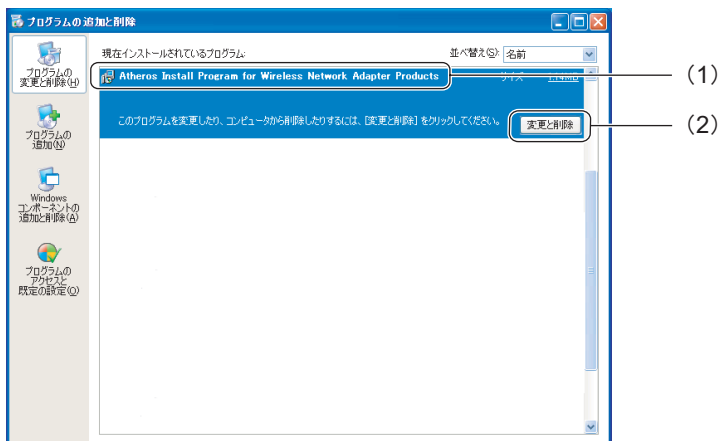 プログラムの追加と削除
プログラムの
変更と削除(H)
プログラムの
追加(N)
Windows
コンポーネントの
追加と削除(A)
プログラムの
アクセスと
既定の設定(O)
現在インストールされているプログラム:
並べ替え(S): 名前
Atheros Install Program for Wireless Network Adapter Products
サイズ
このプログラムを変更したり、コンピュータから削除したりするには、[変更と削除] をクリックしてください。
変更と削除
(1)
(2)